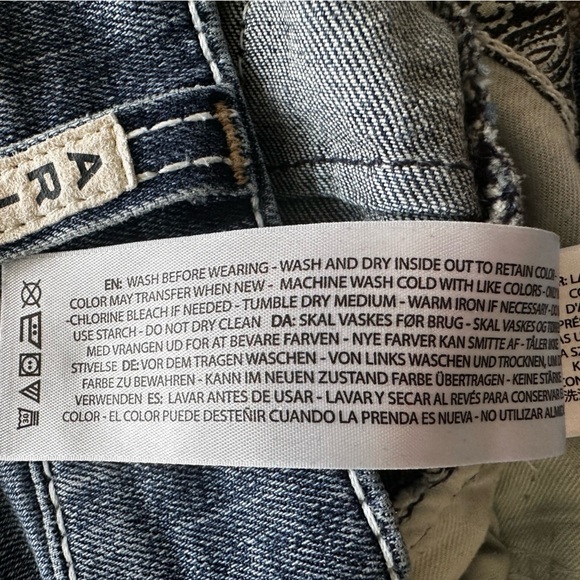 ARI
EN: WASH BEFORE WEARING - WASH AND DRY INSIDE OUT TO RETAIN COLOR
COLOR MAY TRANSFER WHEN NEW - MACHINE WASH COLD WITH LIKE COLORS - ONLY
-CHLORINE BLEACH IF NEEDED - TUMBLE DRY MEDIUM - WARM IRON IF NECESSARY - DO
USE STARCH - DO NOT DRY CLEAN DA: SKAL VASKES FØR BRUG - SKAL VASKES OG
MED VRANGEN UD FOR AT BEVARE FARVEN - NYE FARVER KAN SMITTE AF - TÅLER IKKE
STIVELSE DE: VOR DEM TRAGEN WASCHEN - VON LINKS WASCHEN UND TROCKNEN, UM
FARBE ZU BEWAHREN - KANN IM NEUEN ZUSTAND FARBE ÜBERTRAGEN - KEINE STÄRKE
VERWENDEN ES: LAVAR ANTES DE USAR - LAVAR Y SECAR AL REVÉS PARA CONSERVAR
COLOR - EL COLOR PUEDE DESTEÑIR CUANDO LA PRENDA ES NUEVA - NO UTILIZAR